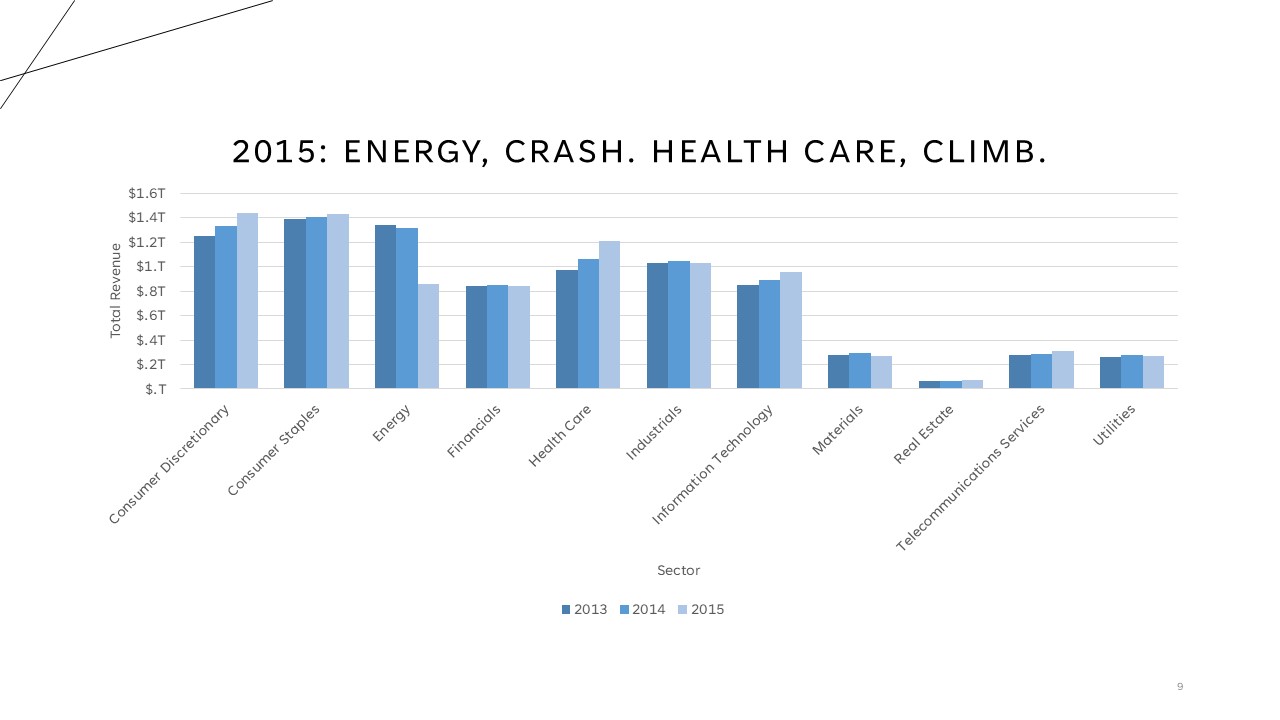 2015: ENERGY, CRASH. HEALTH CARE, CLIMB.
$1.6T
$1.4T
$1.2T
$1.T
$.8T
$.6T
$.4T
$.2T
$.T
Total Revenue
Consumer Discretionary
Consumer Staples
Energy
Financials
Health Care
Industrials
Information Technology
Materials
Real Estate
Telecommunications Services
Utilities
Sector
2013 2014 2015
9